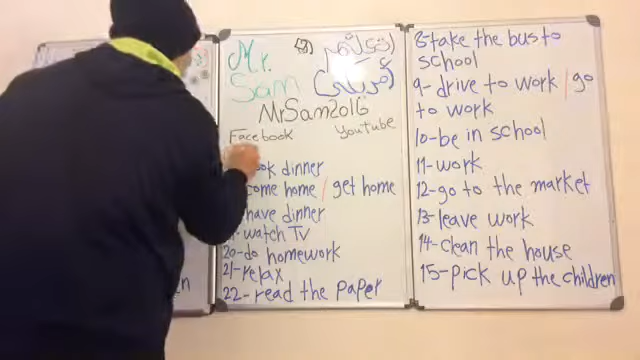 Mr.
Sam
أمريكي
MrSam2016
Facebook
Youtube
ook dinner
come home / get home
have dinner
watch TV
20-do homework
21-relax
22-read the paper
8-take the bus to
school
9-drive to work / go
to work
10-be in school
11-work
12-go to the market
13-leave work
14-clean the house
15-pick up the children